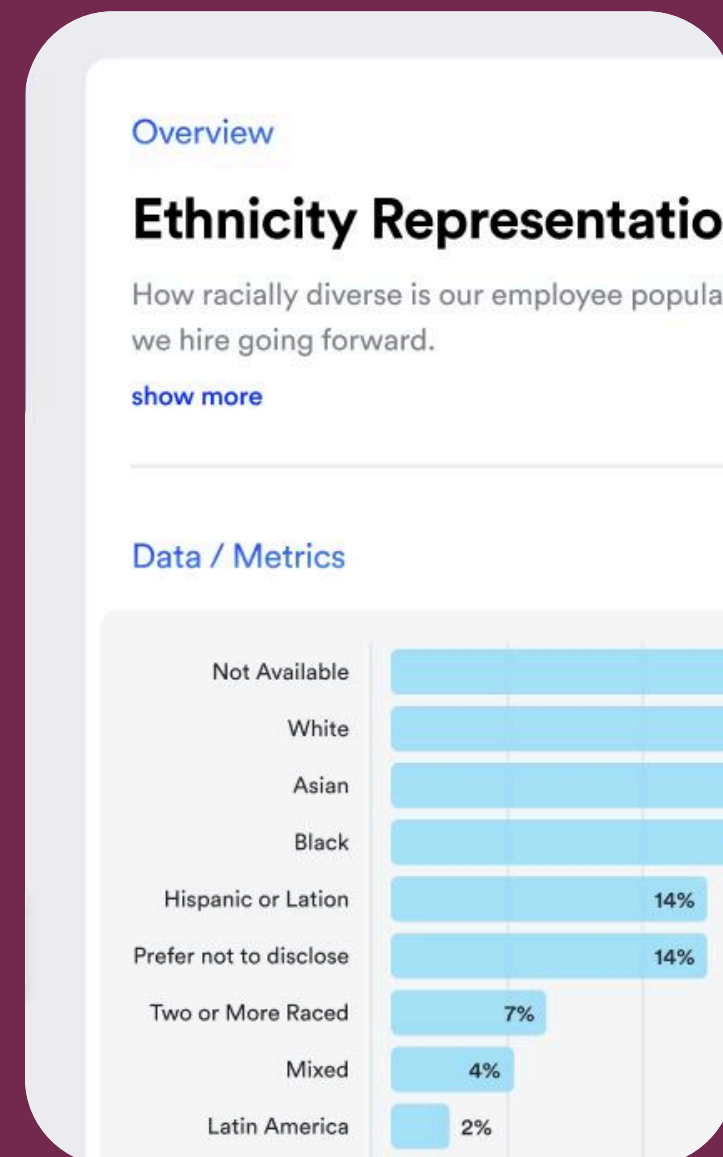 Overview
Ethnicity Representatio
How racially diverse is our employee popula
we hire going forward.
show more
Data / Metrics
Not Available
White
Asian
Black
Hispanic or Lation 14%
Prefer not to disclose 14%
Two or More Raced 7%
Mixed 4%
Latin America 2%